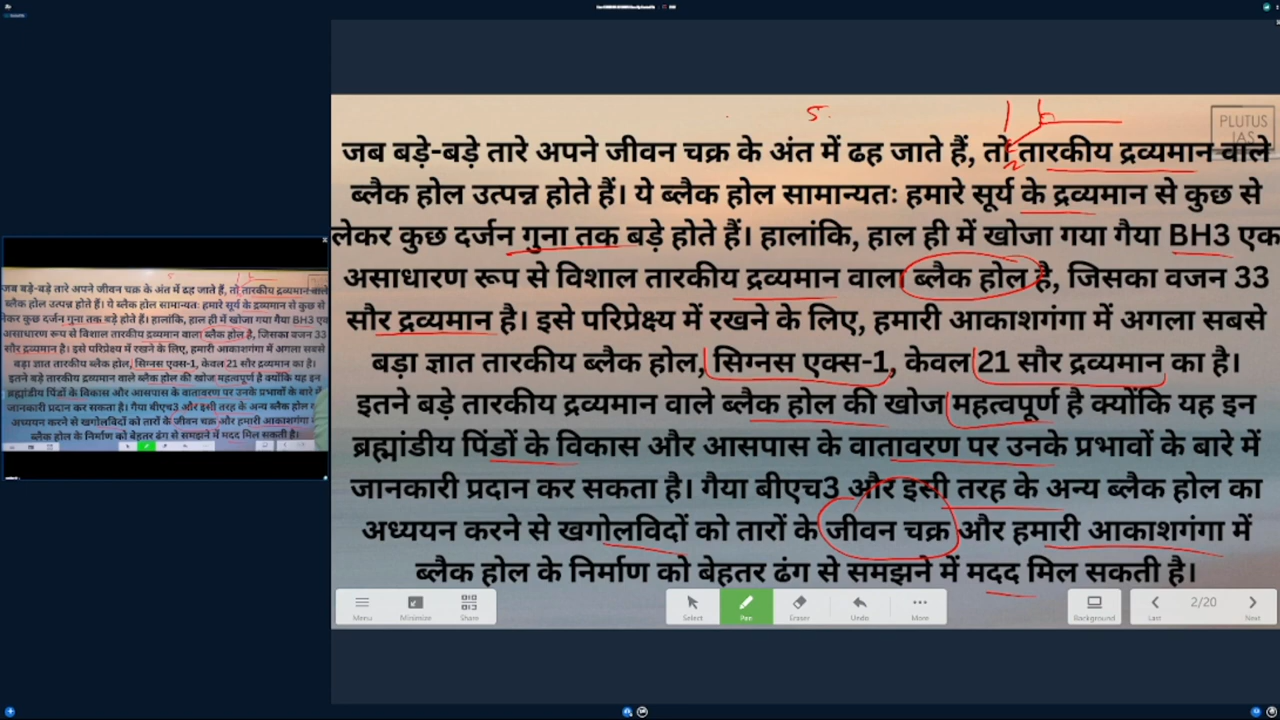 5.
PLUTUS
IAS
जब बड़े-बड़े तारे अपने जीवन चक्र के अंत में ढह जाते हैं, तो तारकीय द्रव्यमान वाले
ब्लैक होल उत्पन्न होते हैं। ये ब्लैक होल सामान्यतः हमारे सूर्य के द्रव्यमान से कुछ से
लेकर कुछ दर्जन गुना तक बड़े होते हैं। हालांकि, हाल ही में खोजा गया गैया BH3 एक
असाधारण रूप से विशाल तारकीय द्रव्यमान वाला ब्लैक होल है, जिसका वजन 33
सौर द्रव्यमान है। इसे परिप्रेक्ष्य में रखने के लिए, हमारी आकाशगंगा में अगला सबसे
बड़ा ज्ञात तारकीय ब्लैक होल, सिग्नस एक्स-1, केवल 21 सौर द्रव्यमान का है।
इतने बड़े तारकीय द्रव्यमान वाले ब्लैक होल की खोज महत्वपूर्ण है क्योंकि यह इन
ब्रह्मांडीय पिंडों के विकास और आसपास के वातावरण पर उनके प्रभावों के बारे में
जानकारी प्रदान कर सकता है। गैया बीएच3 और इसी तरह के अन्य ब्लैक होल का
अध्ययन करने से खगोलविदों को तारों के जीवन चक्र और हमारी आकाशगंगा में
ब्लैक होल के निर्माण को बेहतर ढंग से समझने में मदद मिल सकती है।
Menu Minimize Share Select Pen Eraser Undo More Background Last 2/20 Next